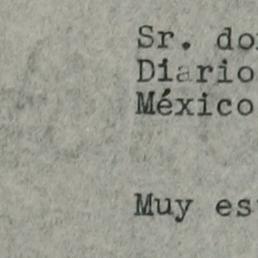 Sr. do
Diario
México
Muy es